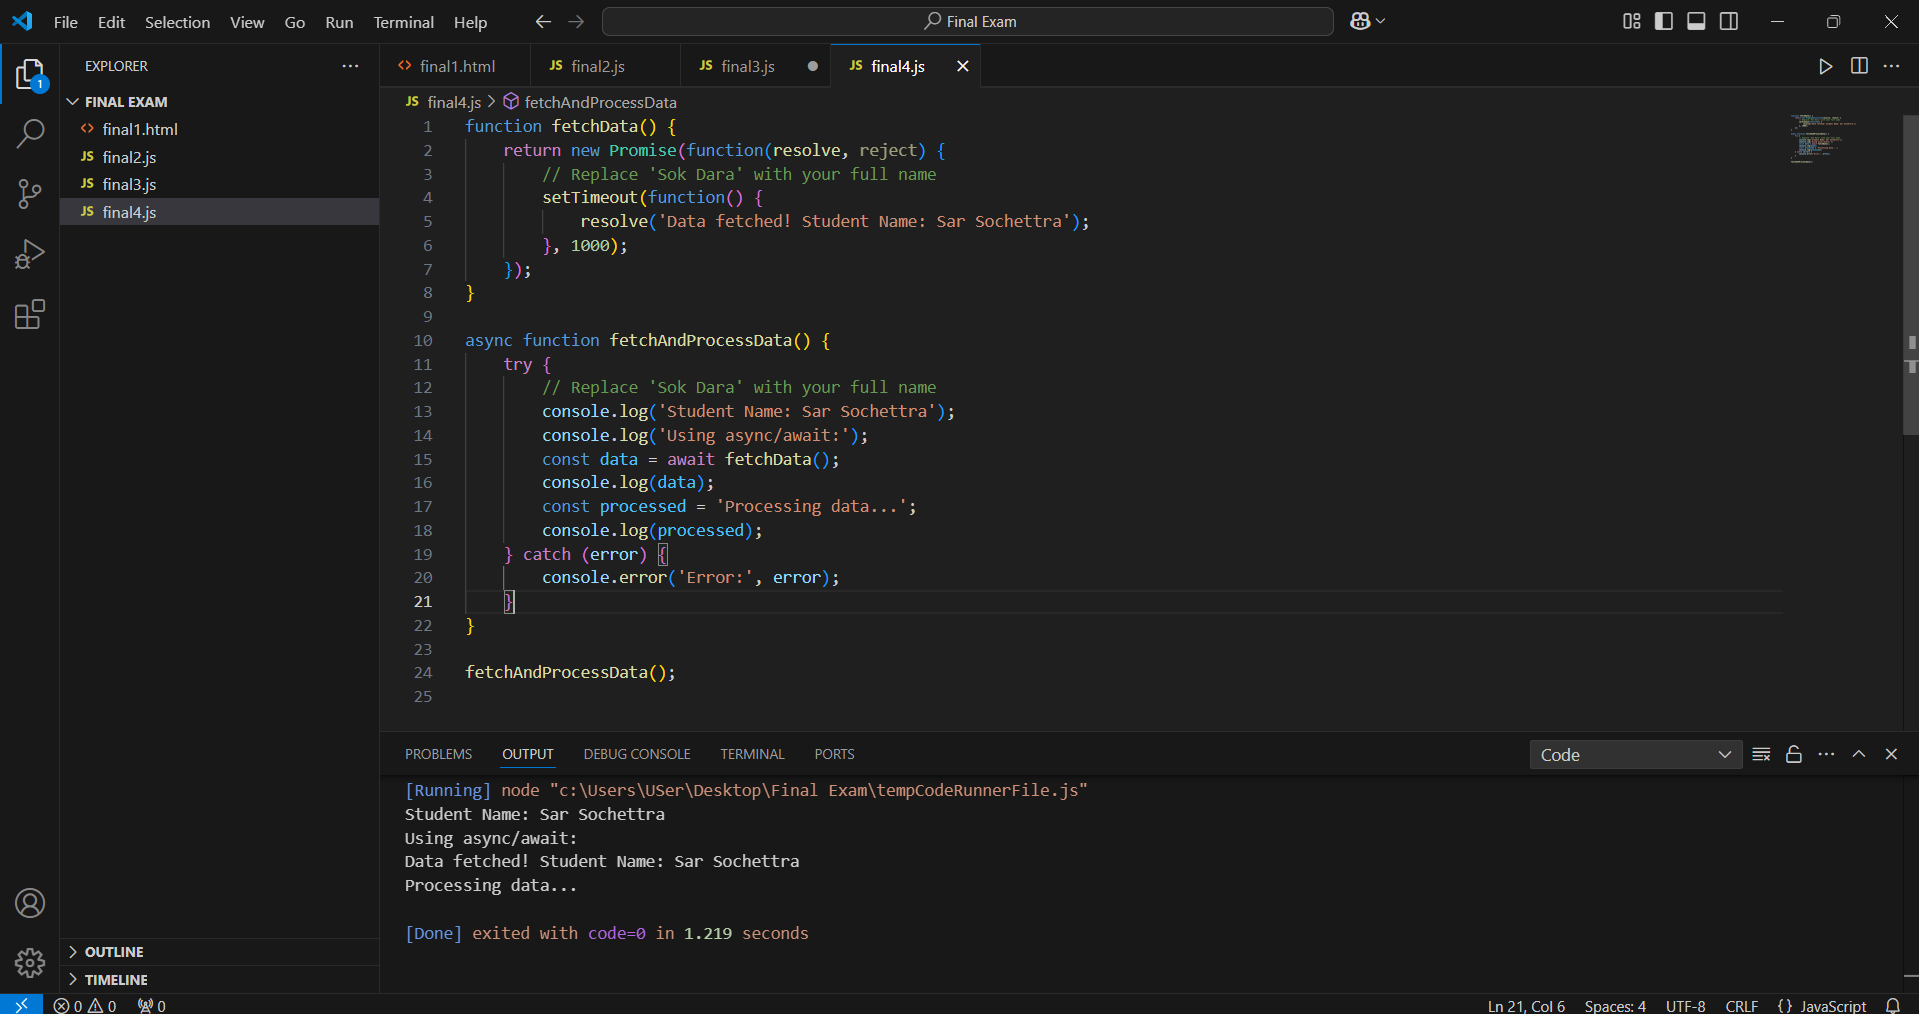 File Edit Selection View Go Run Terminal Help
Final Exam
EXPLORER
FINAL EXAM
final1.html
JS final2.js
JS final3.js
JS final4.js
OUTLINE
TIMELINE
1
final1.html
JS final2.js
JS final3.js
JS final4.js
JS final4.js > fetchAndProcessData
1 function fetchData() {
2 return new Promise(function(resolve, reject) {
3 // Replace 'Sok Dara' with your full name
4 setTimeout(function() {
5 resolve('Data fetched! Student Name: Sar Sochettra');
6 }, 1000);
7 });
8 }
9
10 async function fetchAndProcessData() {
11 try {
12 // Replace 'Sok Dara' with your full name
13 console.log('Student Name: Sar Sochettra');
14 console.log('Using async/await:');
15 const data = await fetchData();
16 console.log(data);
17 const processed = 'Processing data...';
18 console.log(processed);
19 } catch (error) {
20 console.error('Error:', error);
21 }
22 }
23
24 fetchAndProcessData();
25
PROBLEMS OUTPUT DEBUG CONSOLE TERMINAL PORTS
Code
[Running] node "c:\Users\USer\Desktop\Final Exam\tempCodeRunnerFile.js"
Student Name: Sar Sochettra
Using async/await:
Data fetched! Student Name: Sar Sochettra
Processing data...
[Done] exited with code=0 in 1.219 seconds
0 0 0
Ln 21, Col 6 Spaces: 4 UTF-8 CRLF {} JavaScript